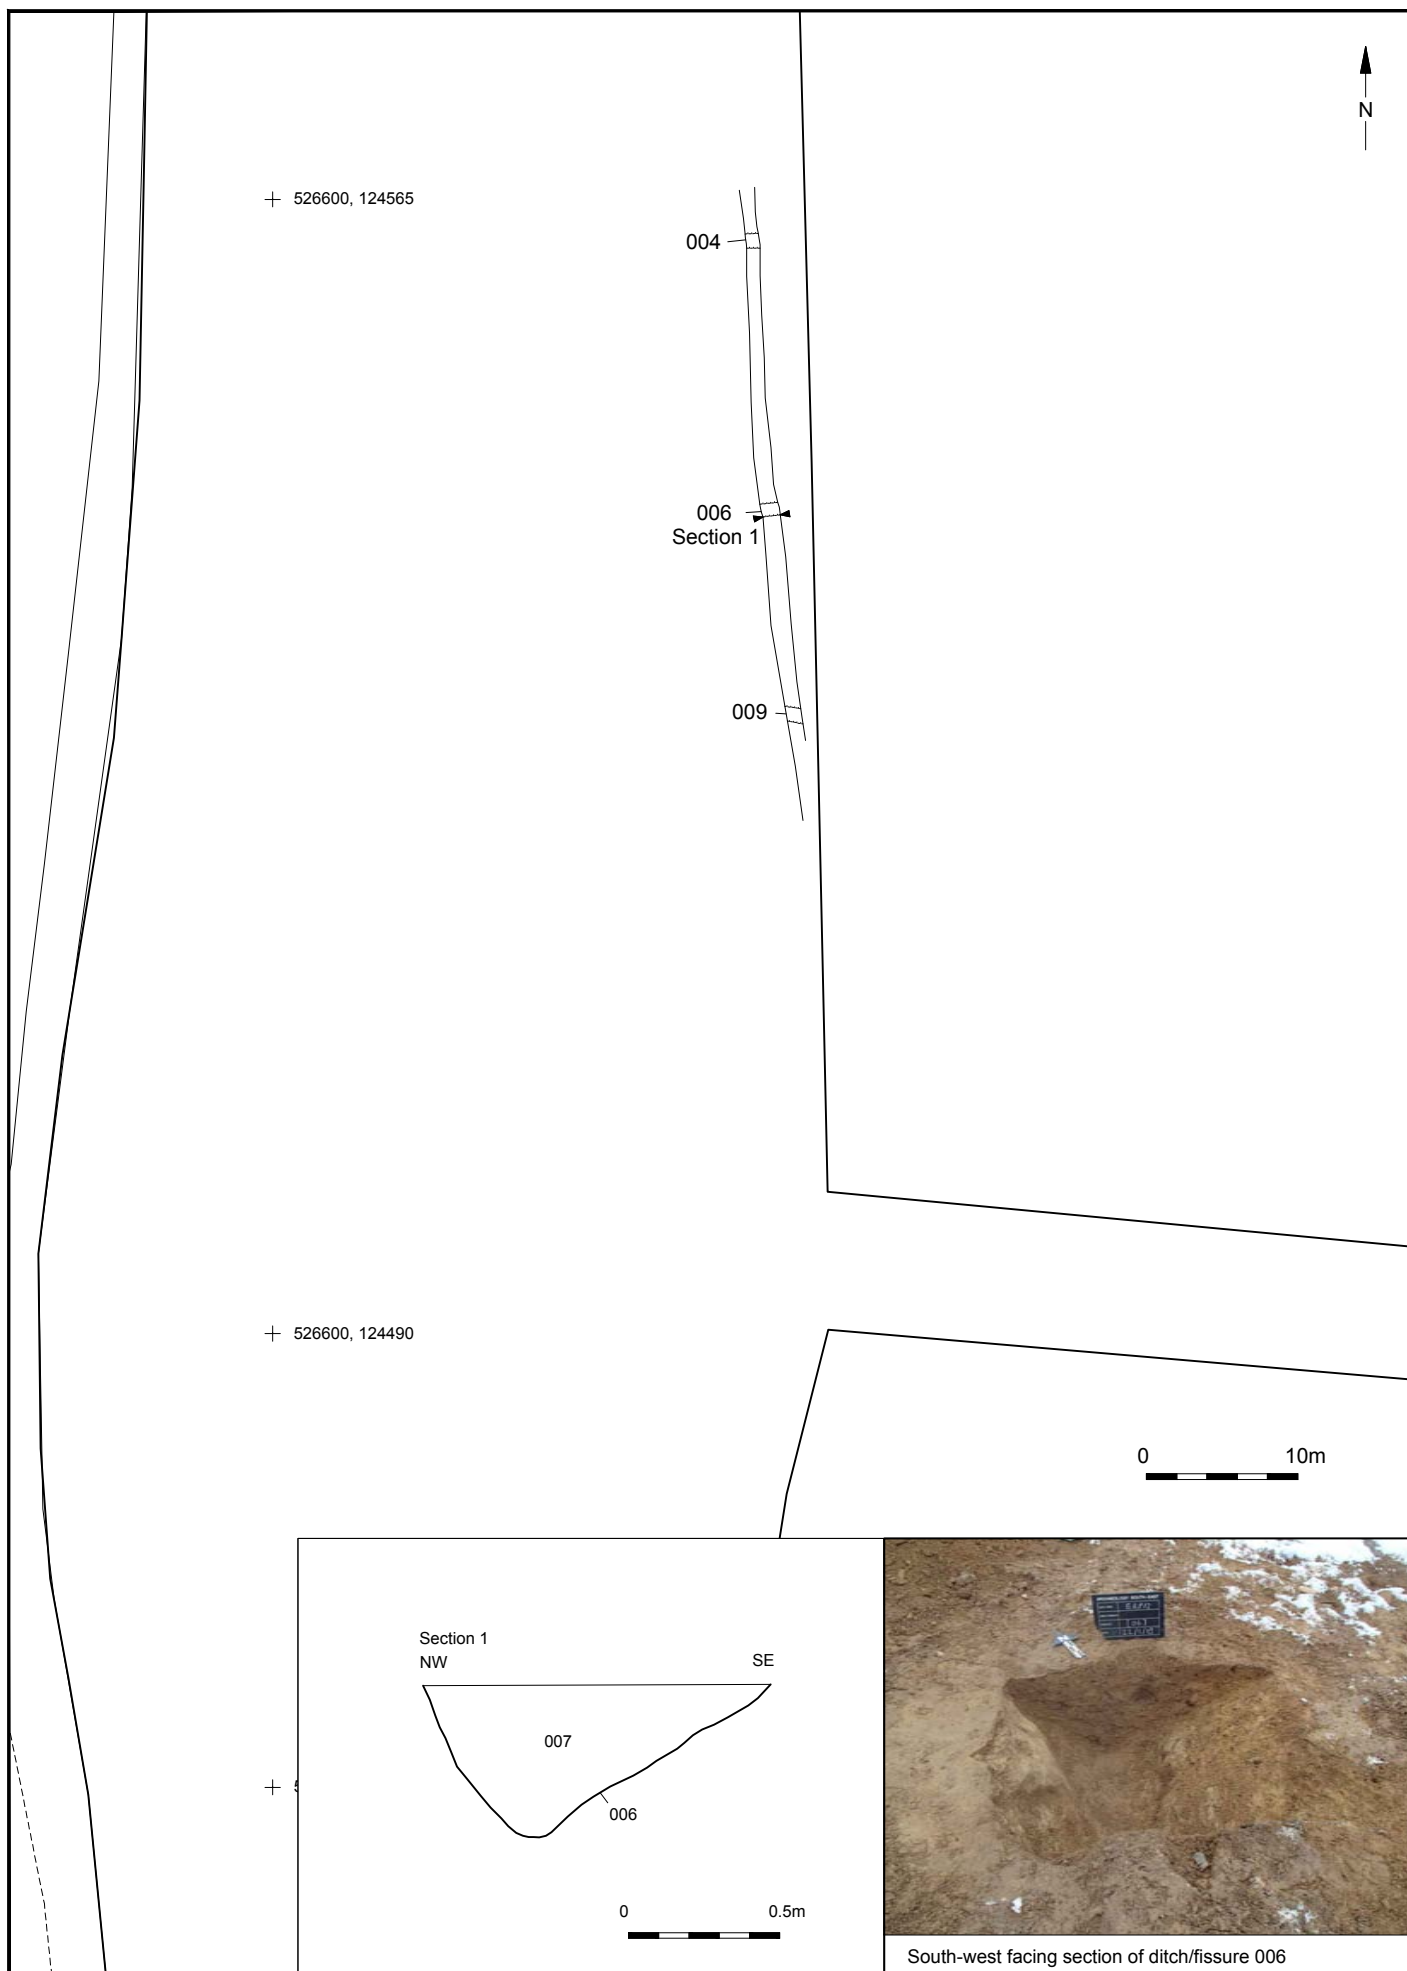 N
526600, 124565
004
006
Section 1
009
526600, 124490
0 10m
Section 1
NW SE
007
006
0 0.5m
South-west facing section of ditch/fissure 006